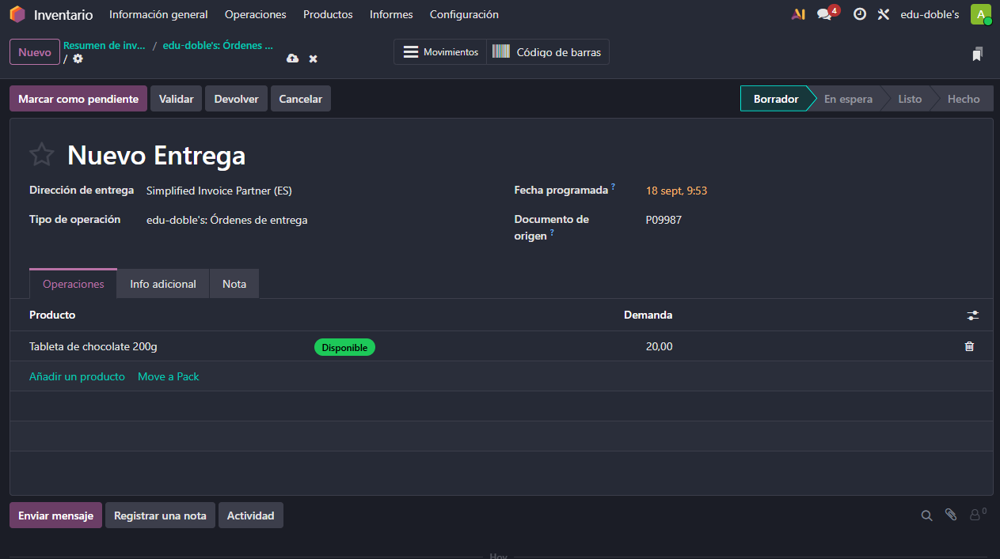 Inventario Información general Operaciones Productos Informes Configuración 4 edu-doble's A
Nuevo Resumen de inv... / edu-doble's: Órdenes ...
/
Movimientos Código de barras
Marcar como pendiente Validar Devolver Cancelar Borrador En espera Listo Hecho
Nuevo Entrega
Dirección de entrega Simplified Invoice Partner (ES) Fecha programada ? 18 sept, 9:53
Tipo de operación edu-doble's: Órdenes de entrega Documento de origen ? P09987
Operaciones Info adicional Nota
Producto Demanda
Tableta de chocolate 200g Disponible 20,00
Añadir un producto Move a Pack
Enviar mensaje Registrar una nota Actividad 0
Hoy